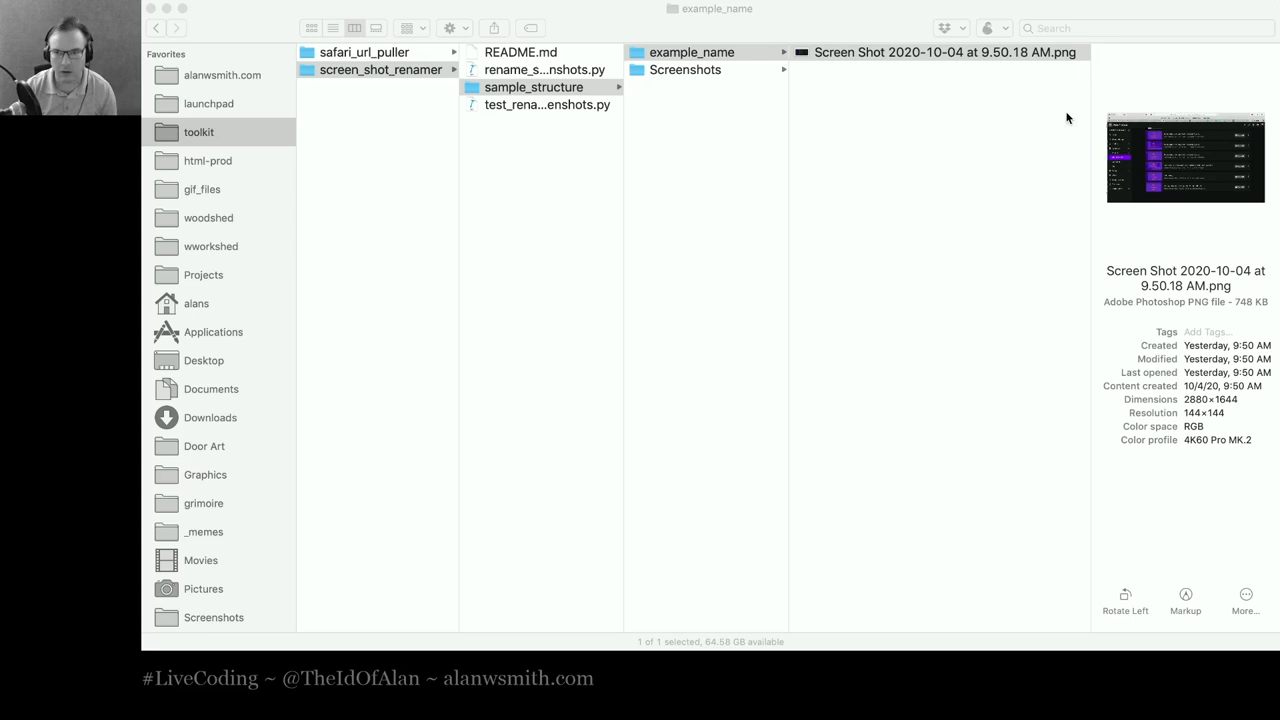 example_name
Search
Favorites
alanwsmith.com
launchpad
toolkit
html-prod
gif_files
woodshed
wworkshed
Projects
alans
Applications
Desktop
Documents
Downloads
Door Art
Graphics
grimoire
_memes
Movies
Pictures
Screenshots
safari_url_puller
screen_shot_renamer
README.md
rename_s...nshots.py
sample_structure
test_rena...enshots.py
example_name
Screenshots
Screen Shot 2020-10-04 at 9.50.18 AM.png
Screen Shot 2020-10-04 at
9.50.18 AM.png
Adobe Photoshop PNG file - 748 KB
Tags Add Tags...
Created Yesterday, 9:50 AM
Modified Yesterday, 9:50 AM
Last opened Yesterday, 9:50 AM
Content created 10/4/20, 9:50 AM
Dimensions 2880×1644
Resolution 144×144
Color space RGB
Color profile 4K60 Pro MK.2
Rotate Left
Markup
More...
1 of 1 selected, 64.58 GB available
#LiveCoding ~ @TheIdOfAlan ~ alanwsmith.com